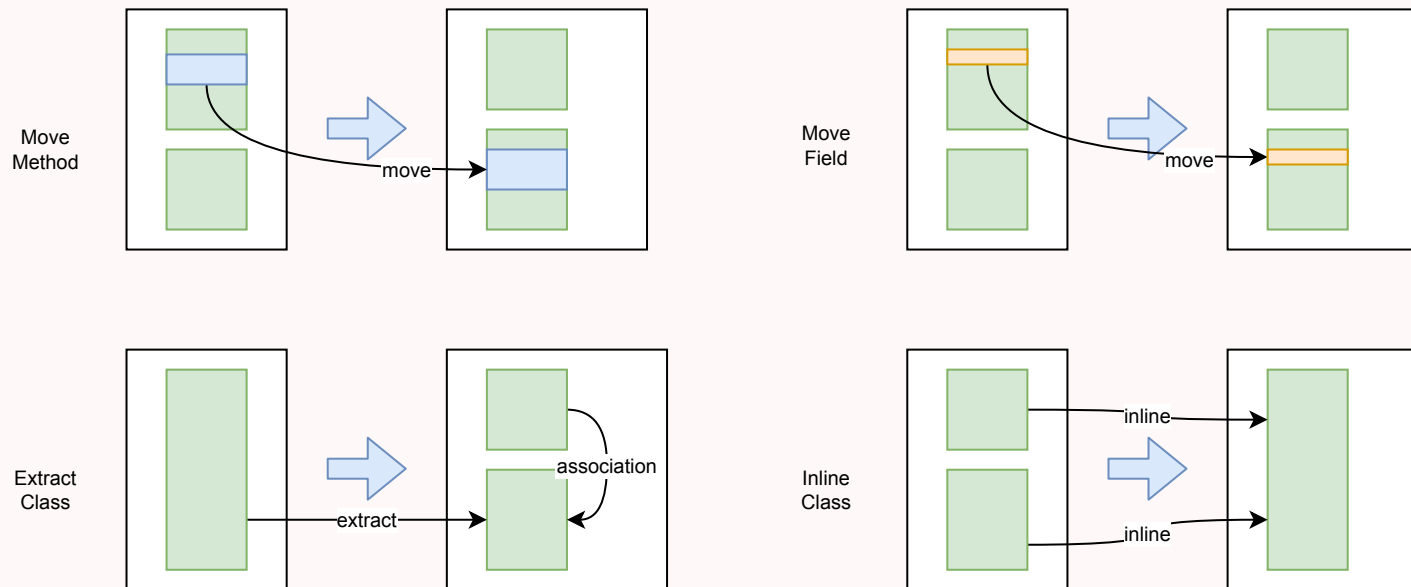 Move
Method
move
Move
Field
move
Extract
Class
extract
association
Inline
Class
inline
inline